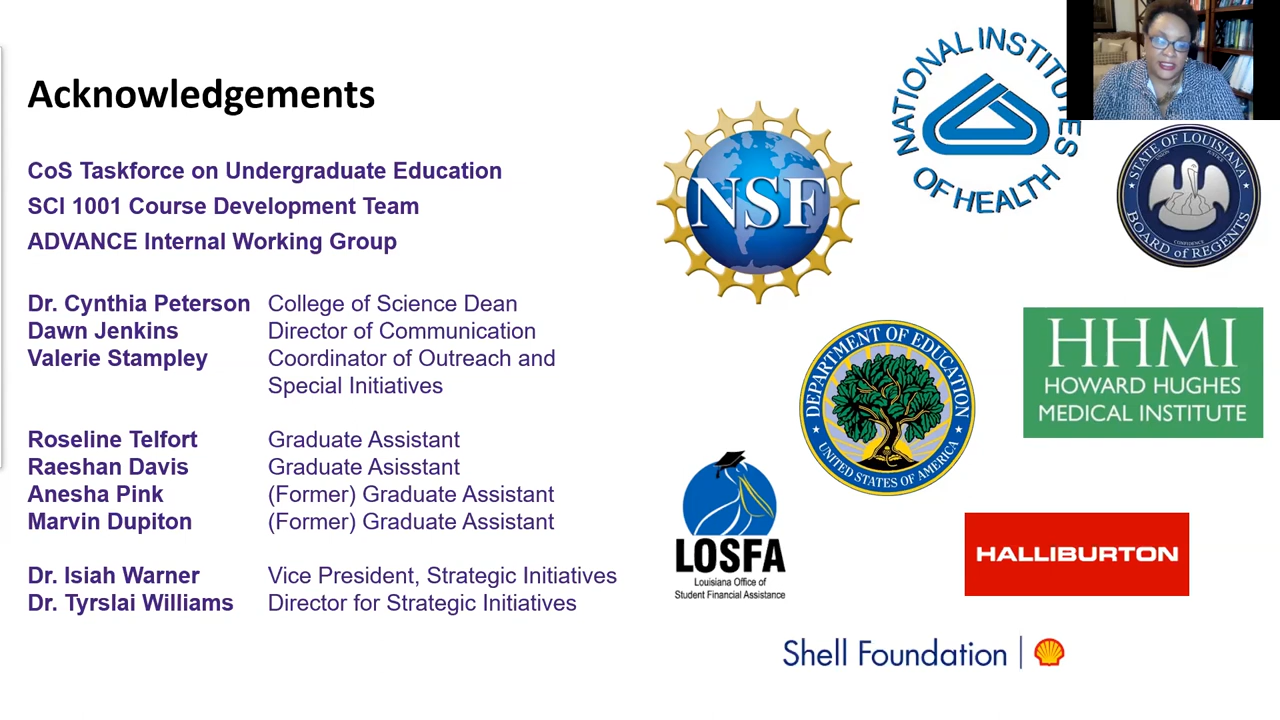 Acknowledgements
CoS Taskforce on Undergraduate Education
SCI 1001 Course Development Team
ADVANCE Internal Working Group
Dr. Cynthia Peterson College of Science Dean
Dawn Jenkins Director of Communication
Valerie Stampley Coordinator of Outreach and
Special Initiatives
Roseline Telfort Graduate Assistant
Raeshan Davis Graduate Asisstant
Anesha Pink (Former) Graduate Assistant
Marvin Dupiton (Former) Graduate Assistant
Dr. Isiah Warner Vice President, Strategic Initiatives
Dr. Tyrslai Williams Director for Strategic Initiatives
NSF
NATIONAL INSTITUTES
OF HEALTH
STATE OF LOUISIANA
UNION JUSTICE
CONFIDENCE
BOARD of REGENTS
DEPARTMENT OF EDUCATION
UNITED STATES OF AMERICA
HHMI
HOWARD HUGHES
MEDICAL INSTITUTE
LOSFA
Louisiana Office of
Student Financial Assistance
HALLIBURTON
Shell Foundation